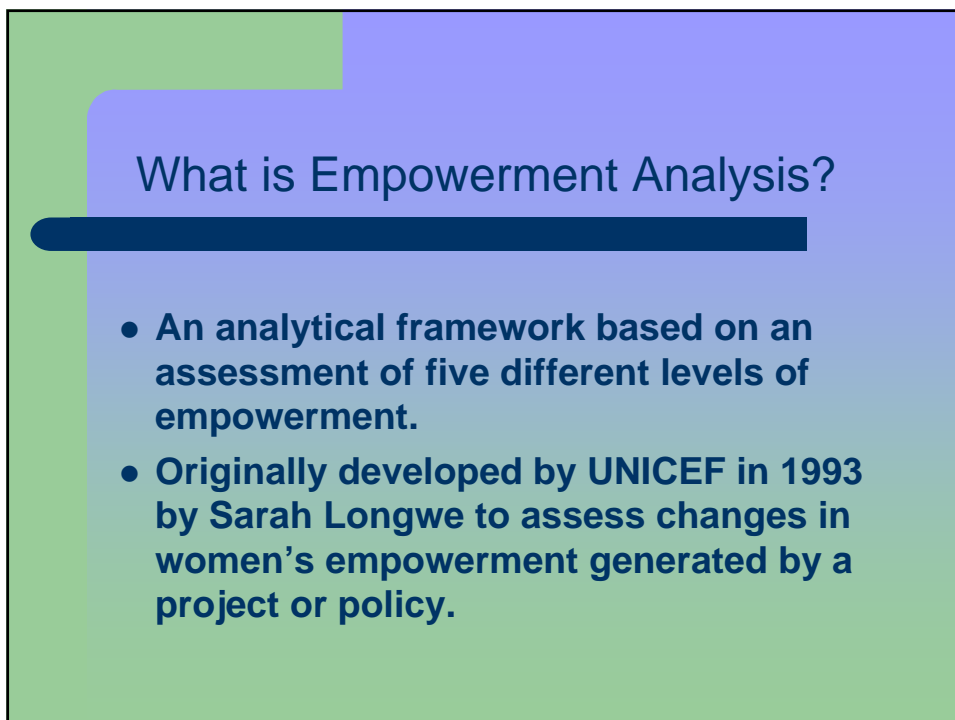 What is Empowerment Analysis?
● An analytical framework based on an
assessment of five different levels of
empowerment.
● Originally developed by UNICEF in 1993
by Sarah Longwe to assess changes in
women’s empowerment generated by a
project or policy.